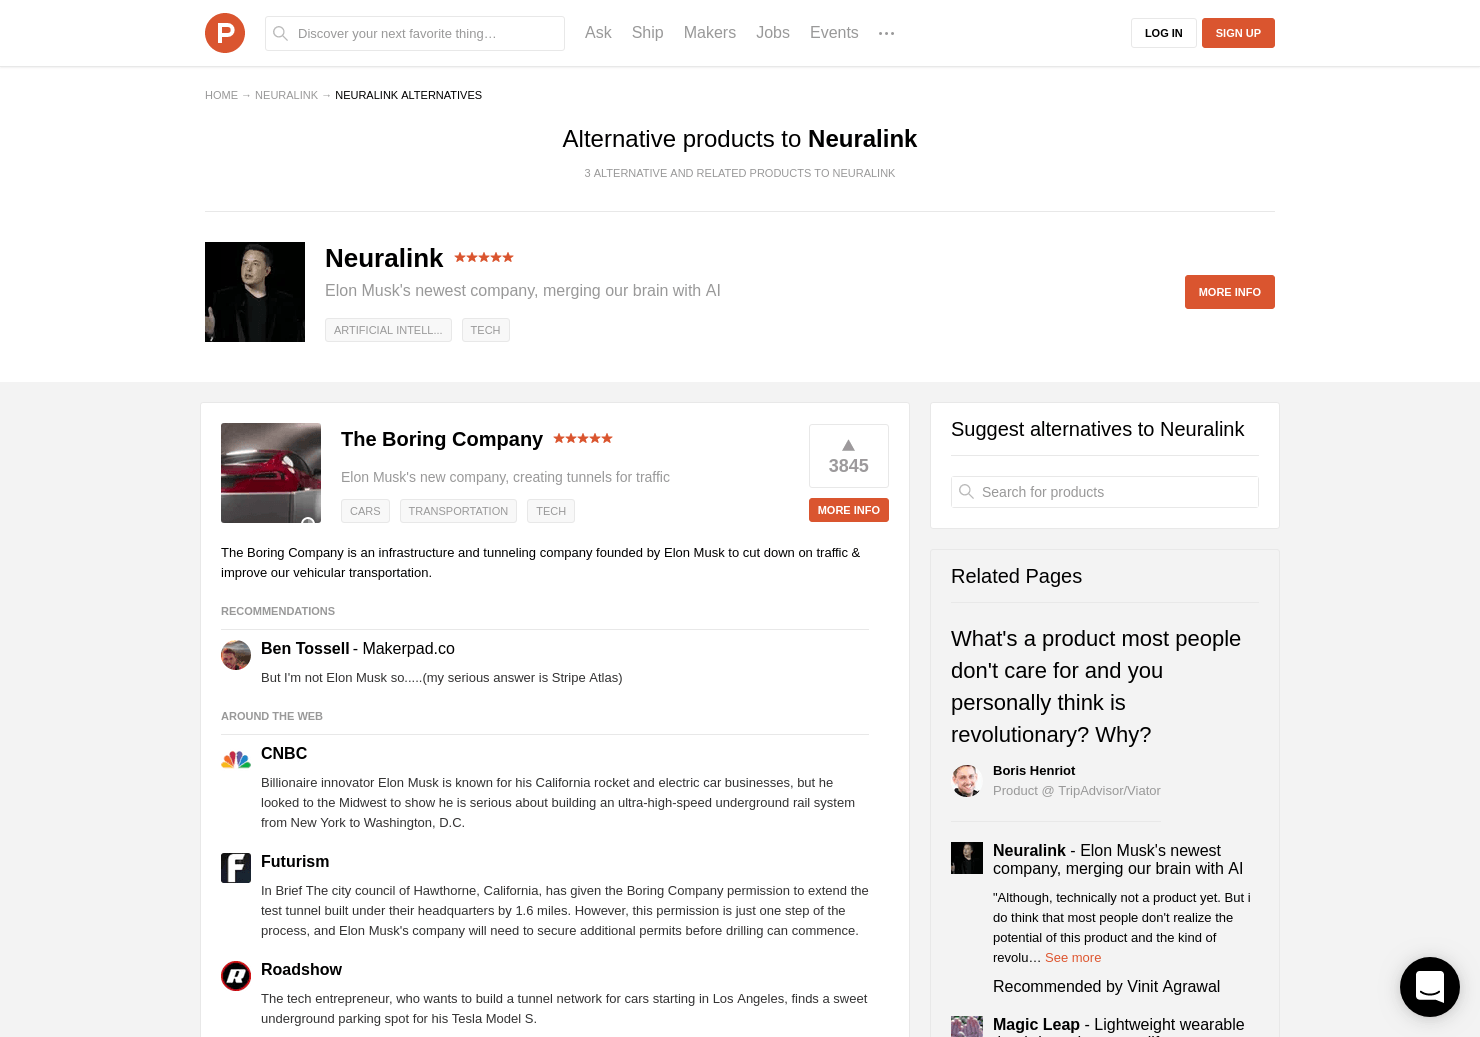 P
Discover your next favorite thing…
Ask
Ship
Makers
Jobs
Events
LOG IN
SIGN UP
HOME → NEURALINK → NEURALINK ALTERNATIVES
Alternative products to Neuralink
3 ALTERNATIVE AND RELATED PRODUCTS TO NEURALINK
Neuralink
Elon Musk's newest company, merging our brain with AI
ARTIFICIAL INTELL...
TECH
MORE INFO
The Boring Company
Elon Musk's new company, creating tunnels for traffic
CARS
TRANSPORTATION
TECH
3845
MORE INFO
The Boring Company is an infrastructure and tunneling company founded by Elon Musk to cut down on traffic &
improve our vehicular transportation.
RECOMMENDATIONS
Ben Tossell - Makerpad.co
But I'm not Elon Musk so.....(my serious answer is Stripe Atlas)
AROUND THE WEB
CNBC
Billionaire innovator Elon Musk is known for his California rocket and electric car businesses, but he
looked to the Midwest to show he is serious about building an ultra-high-speed underground rail system
from New York to Washington, D.C.
F
Futurism
In Brief The city council of Hawthorne, California, has given the Boring Company permission to extend the
test tunnel built under their headquarters by 1.6 miles. However, this permission is just one step of the
process, and Elon Musk's company will need to secure additional permits before drilling can commence.
R
Roadshow
The tech entrepreneur, who wants to build a tunnel network for cars starting in Los Angeles, finds a sweet
underground parking spot for his Tesla Model S.
Suggest alternatives to Neuralink
Search for products
Related Pages
What's a product most people
don't care for and you
personally think is
revolutionary? Why?
Boris Henriot
Product @ TripAdvisor/Viator
Neuralink - Elon Musk's newest
company, merging our brain with AI
"Although, technically not a product yet. But i
do think that most people don't realize the
potential of this product and the kind of
revolu… See more
Recommended by Vinit Agrawal
Magic Leap - Lightweight wearable